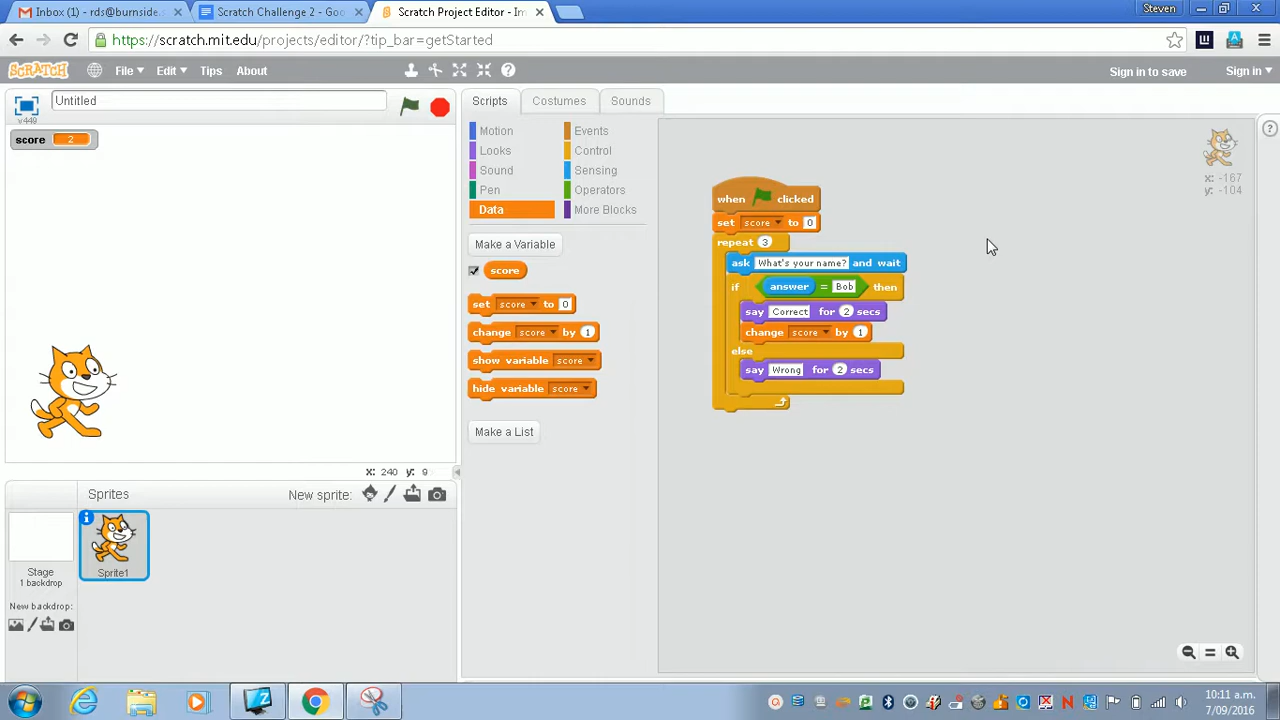 Inbox (1) - rds@burnside.s
Scratch Challenge 2 - Goo
Scratch Project Editor - Im
Steven
https://scratch.mit.edu/projects/editor/?tip_bar=getStarted
SCRATCH
File
Edit
Tips
About
Sign in to save
Sign in
Untitled
v449
score 2
x: 240 y: 9
Scripts
Costumes
Sounds
Motion
Looks
Sound
Pen
Data
Events
Control
Sensing
Operators
More Blocks
Make a Variable
score
set score to 0
change score by 1
show variable score
hide variable score
Make a List
when clicked
set score to 0
repeat 3
ask What's your name? and wait
if answer = Bob then
say Correct for 2 secs
change score by 1
else
say Wrong for 2 secs
x: -167
y: -104
Sprites
New sprite:
Stage
1 backdrop
New backdrop:
Sprite1
10:11 a.m.
7/09/2016